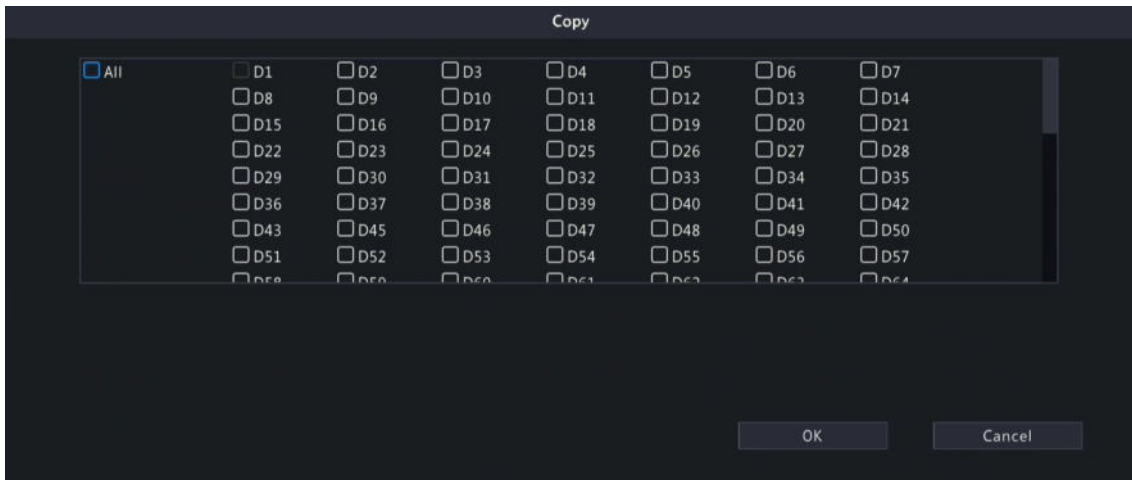 Copy
All D1 D2 D3 D4 D5 D6 D7
D8 D9 D10 D11 D12 D13 D14
D15 D16 D17 D18 D19 D20 D21
D22 D23 D24 D25 D26 D27 D28
D29 D30 D31 D32 D33 D34 D35
D36 D37 D38 D39 D40 D41 D42
D43 D45 D46 D47 D48 D49 D50
D51 D52 D53 D54 D55 D56 D57
OK Cancel